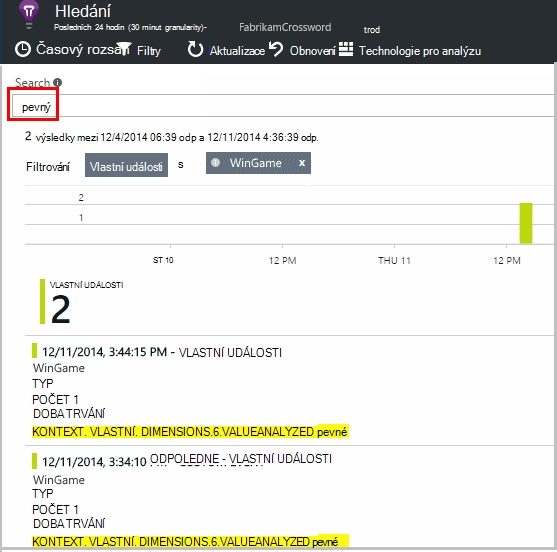 Hledání
Posledních 24 hodin (30 minut granularity)-
FabrikamCrossword
trod
Časový rozsah Filtry Aktualizace Obnovení Technologie pro analýzu
Search
pevný
2 výsledky mezi 12/4/2014 06:39 odp a 12/11/2014 4:36:39 odp.
Filtrování Vlastní události s WinGame x
2
1
ST 10 12 PM THU 11 12 PM
VLASTNÍ UDÁLOSTI
2
12/11/2014, 3:44:15 PM - VLASTNÍ UDÁLOSTI
WinGame
TYP
POČET 1
DOBA TRVÁNÍ
KONTEXT. VLASTNÍ. DIMENSIONS.6.VALUEANALYZED pevné
12/11/2014, 3:34:10 ODPOLEDNE - VLASTNÍ UDÁLOSTI
WinGame
TYP
POČET 1
DOBA TRVÁNÍ
KONTEXT. VLASTNÍ. DIMENSIONS.6.VALUEANALYZED pevné